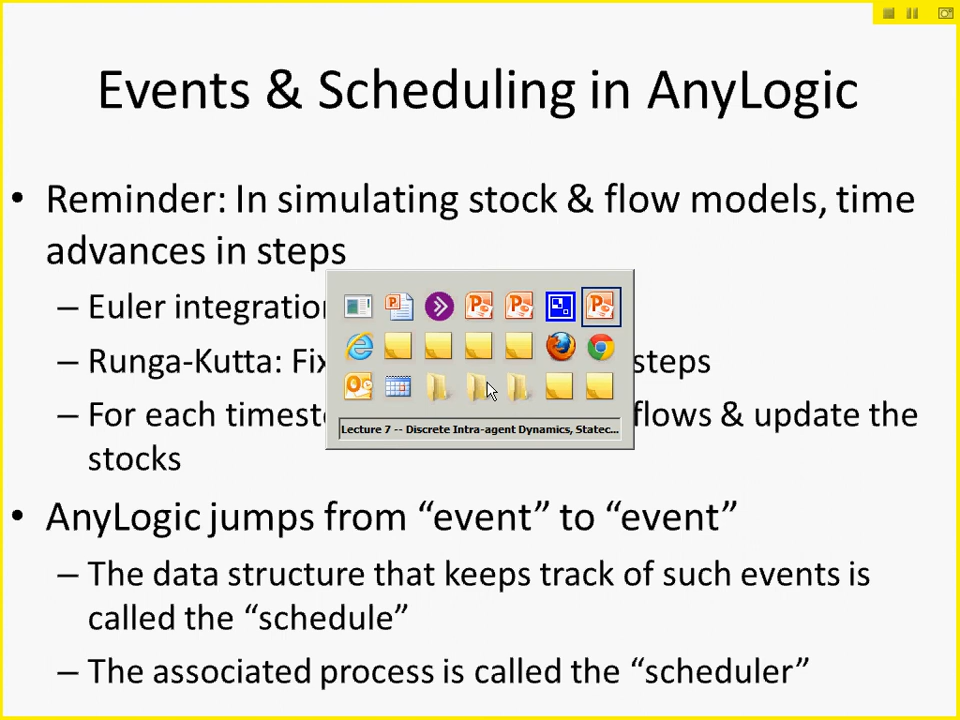 Events & Scheduling in AnyLogic
• Reminder: In simulating stock & flow models, time
advances in steps
– Euler integration
– Runga-Kutta: Fix steps
– For each timeste flows & update the
stocks
Lecture 7 -- Discrete Intra-agent Dynamics, Statec...
• AnyLogic jumps from “event” to “event”
– The data structure that keeps track of such events is
called the “schedule”
– The associated process is called the “scheduler”